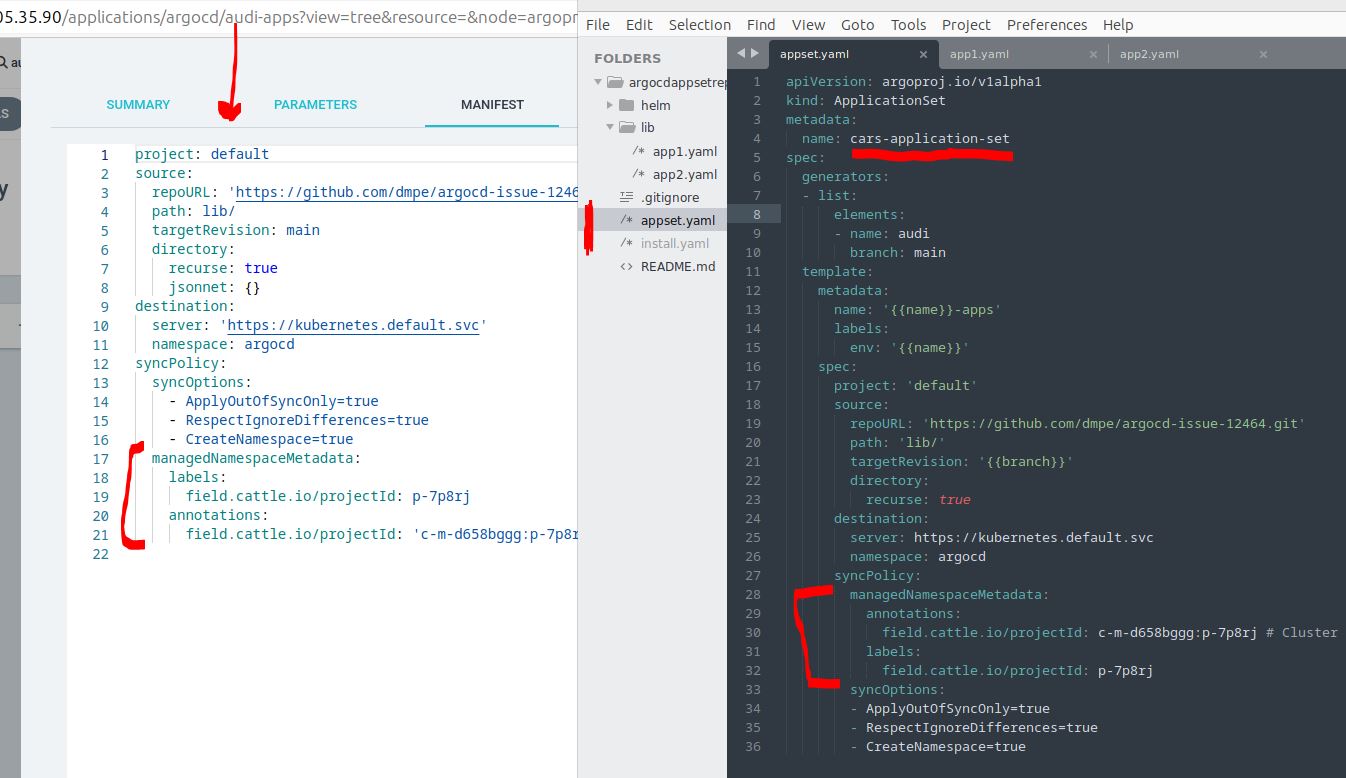 05.35.90/applications/argocd/audi-apps?view=tree&resource=&node=argopr
SUMMARY
PARAMETERS
MANIFEST
1 project: default
2 source:
3 repoURL: 'https://github.com/dmpe/argocd-issue-12464
4 path: lib/
5 targetRevision: main
6 directory:
7 recurse: true
8 jsonnet: {}
9 destination:
10 server: 'https://kubernetes.default.svc'
11 namespace: argocd
12 syncPolicy:
13 syncOptions:
14 - ApplyOutOfSyncOnly=true
15 - RespectIgnoreDifferences=true
16 - CreateNamespace=true
17 managedNamespaceMetadata:
18 labels:
19 field.cattle.io/projectId: p-7p8rj
20 annotations:
21 field.cattle.io/projectId: 'c-m-d658bggg:p-7p8r
22
File Edit Selection Find View Goto Tools Project Preferences Help
FOLDERS
argocdappsetrep
helm
lib
/* app1.yaml
/* app2.yaml
.gitignore
/* appset.yaml
/* install.yaml
<> README.md
appset.yaml × app1.yaml × app2.yaml ×
1 apiVersion: argoproj.io/v1alpha1
2 kind: ApplicationSet
3 metadata:
4 name: cars-application-set
5 spec:
6 generators:
7 - list:
8 elements:
9 - name: audi
10 branch: main
11 template:
12 metadata:
13 name: '{{name}}-apps'
14 labels:
15 env: '{{name}}'
16 spec:
17 project: 'default'
18 source:
19 repoURL: 'https://github.com/dmpe/argocd-issue-12464.git'
20 path: 'lib/'
21 targetRevision: '{{branch}}'
22 directory:
23 recurse: true
24 destination:
25 server: https://kubernetes.default.svc
26 namespace: argocd
27 syncPolicy:
28 managedNamespaceMetadata:
29 annotations:
30 field.cattle.io/projectId: c-m-d658bggg:p-7p8rj # Cluster
31 labels:
32 field.cattle.io/projectId: p-7p8rj
33 syncOptions:
34 - ApplyOutOfSyncOnly=true
35 - RespectIgnoreDifferences=true
36 - CreateNamespace=true